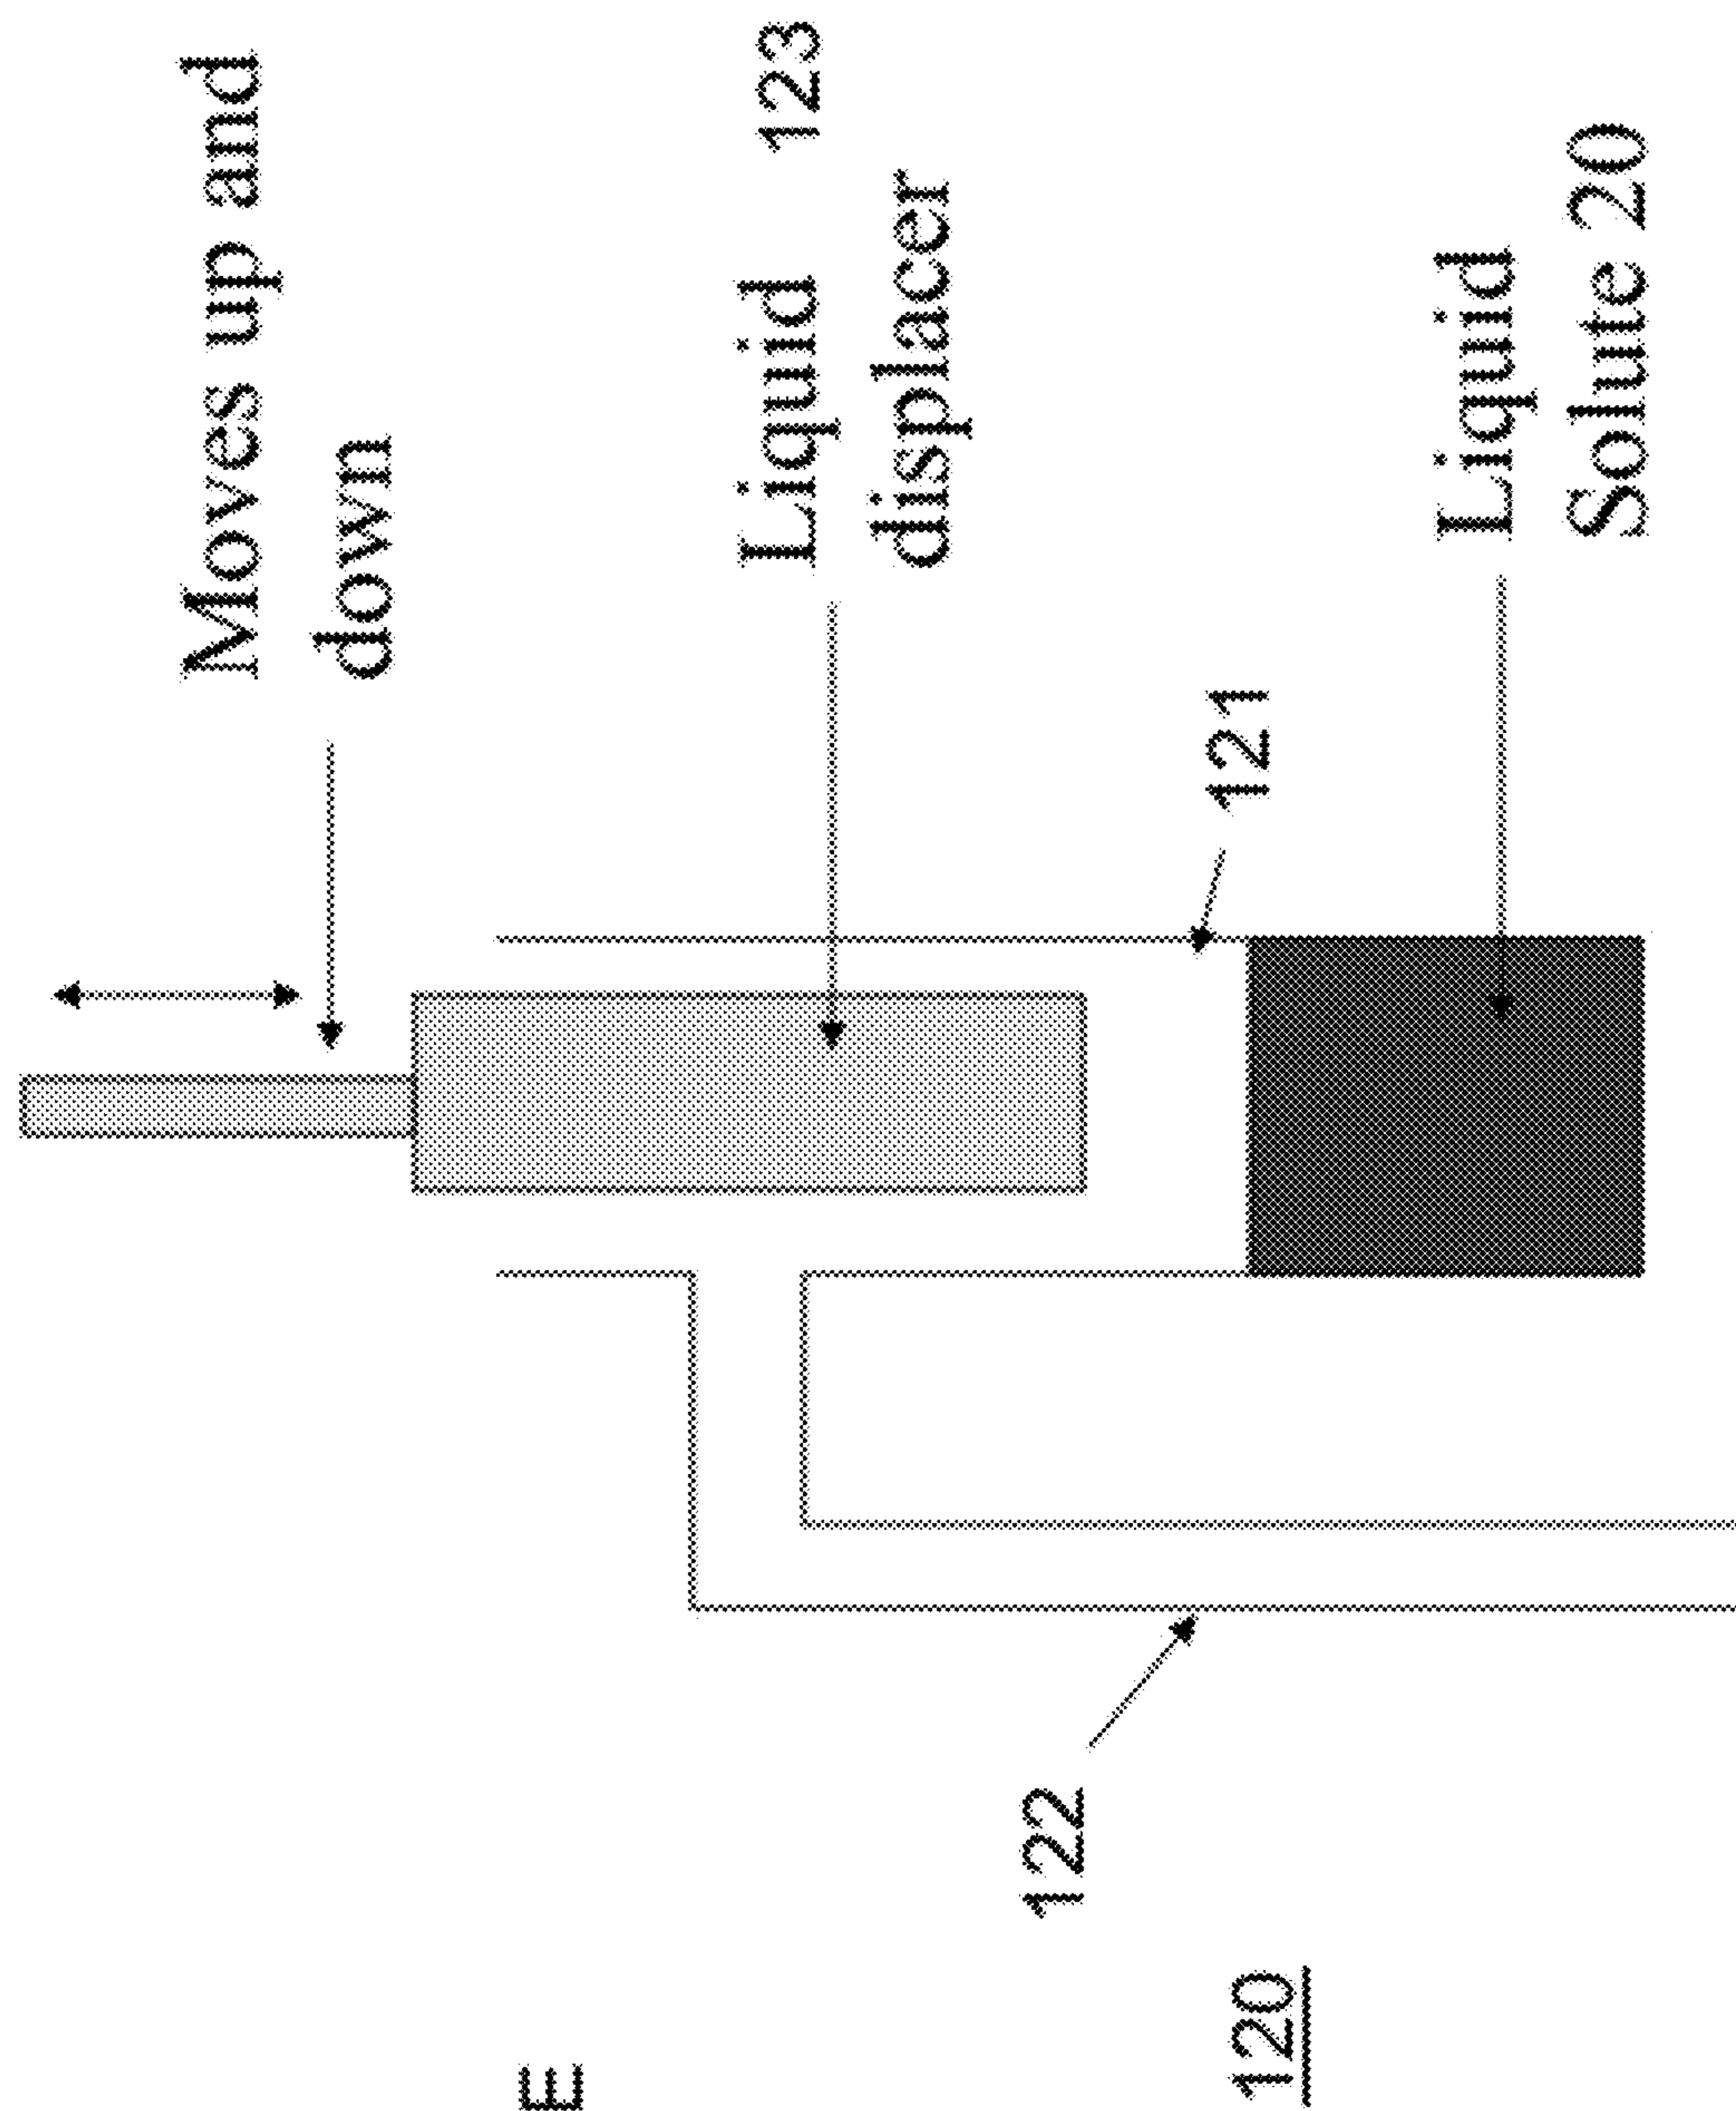 E
Moves up and
down
Liquid 123
displacer
122
120
121
Liquid
Solute 20